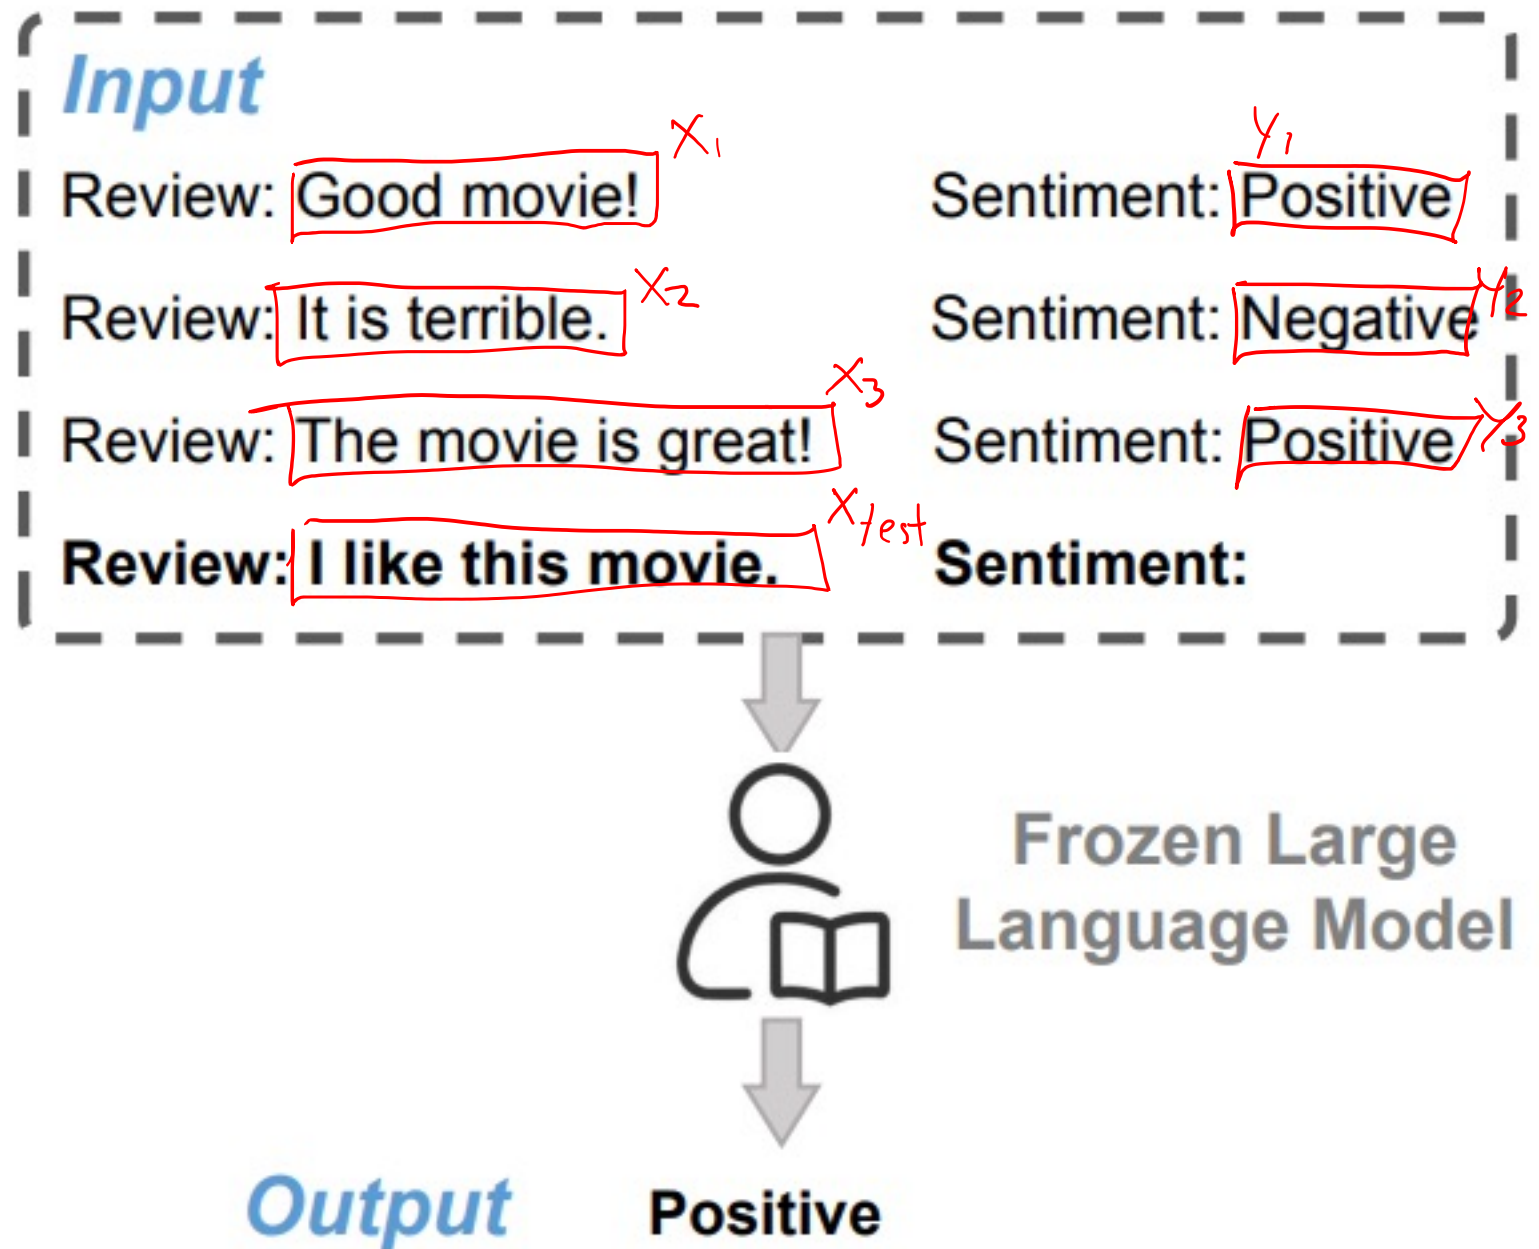 Input
X₁ Y₁
Review: Good movie! Sentiment: Positive
X₂ Y₂
Review: It is terrible. Sentiment: Negative
X₃ Y₃
Review: The movie is great! Sentiment: Positive
X test
Review: I like this movie. Sentiment:
Frozen Large
Language Model
Output Positive